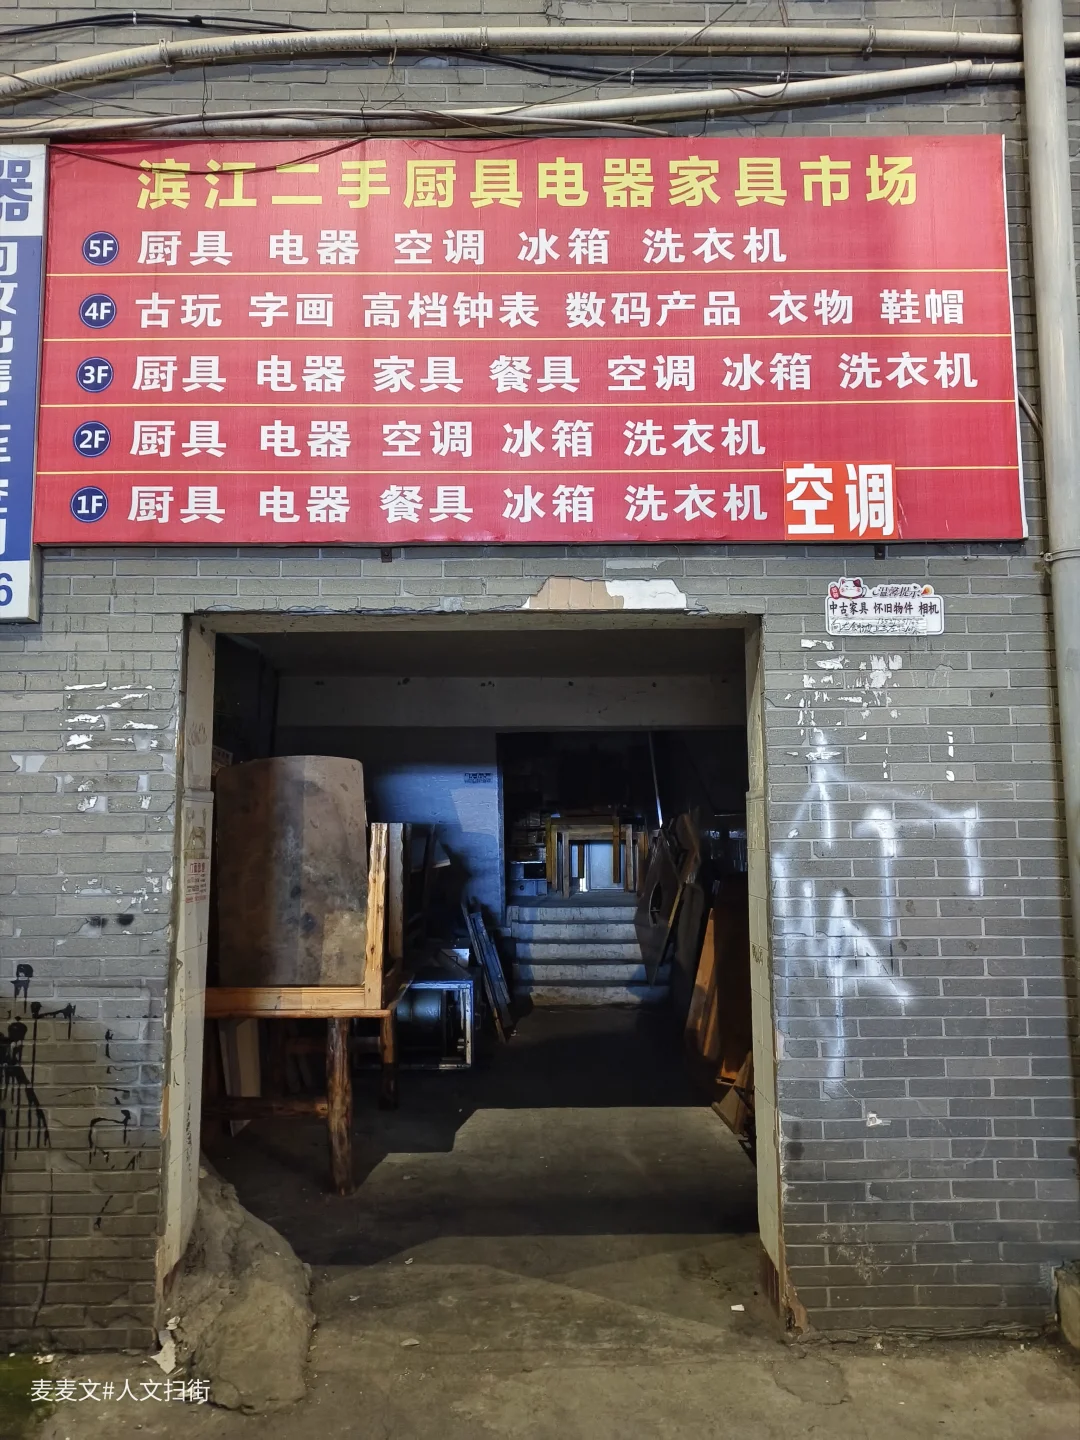 滨江二手厨具电器家具市场
5F 厨具 电器 空调 冰箱 洗衣机
4F 古玩 字画 高档钟表 数码产品 衣物 鞋帽
3F 厨具 电器 家具 餐具 空调 冰箱 洗衣机
2F 厨具 电器 空调 冰箱 洗衣机
1F 厨具 电器 餐具 冰箱 洗衣机 空调
器
6
温馨提示
中古家具 怀旧物件 相机
麦麦文#人文扫街